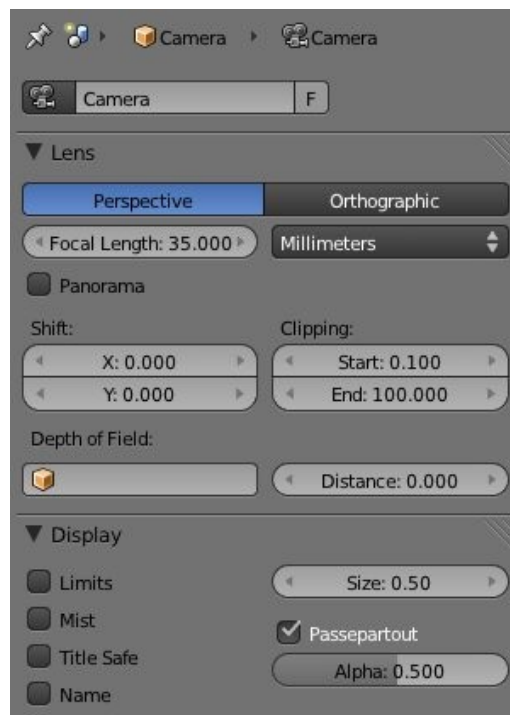 Camera Camera
Camera F
Lens
Perspective Orthographic
Focal Length: 35.000 Millimeters
Panorama
Shift: Clipping:
X: 0.000 Start: 0.100
Y: 0.000 End: 100.000
Depth of Field:
Distance: 0.000
Display
Limits Size: 0.50
Mist
Passepartout
Title Safe
Alpha: 0.500
Name